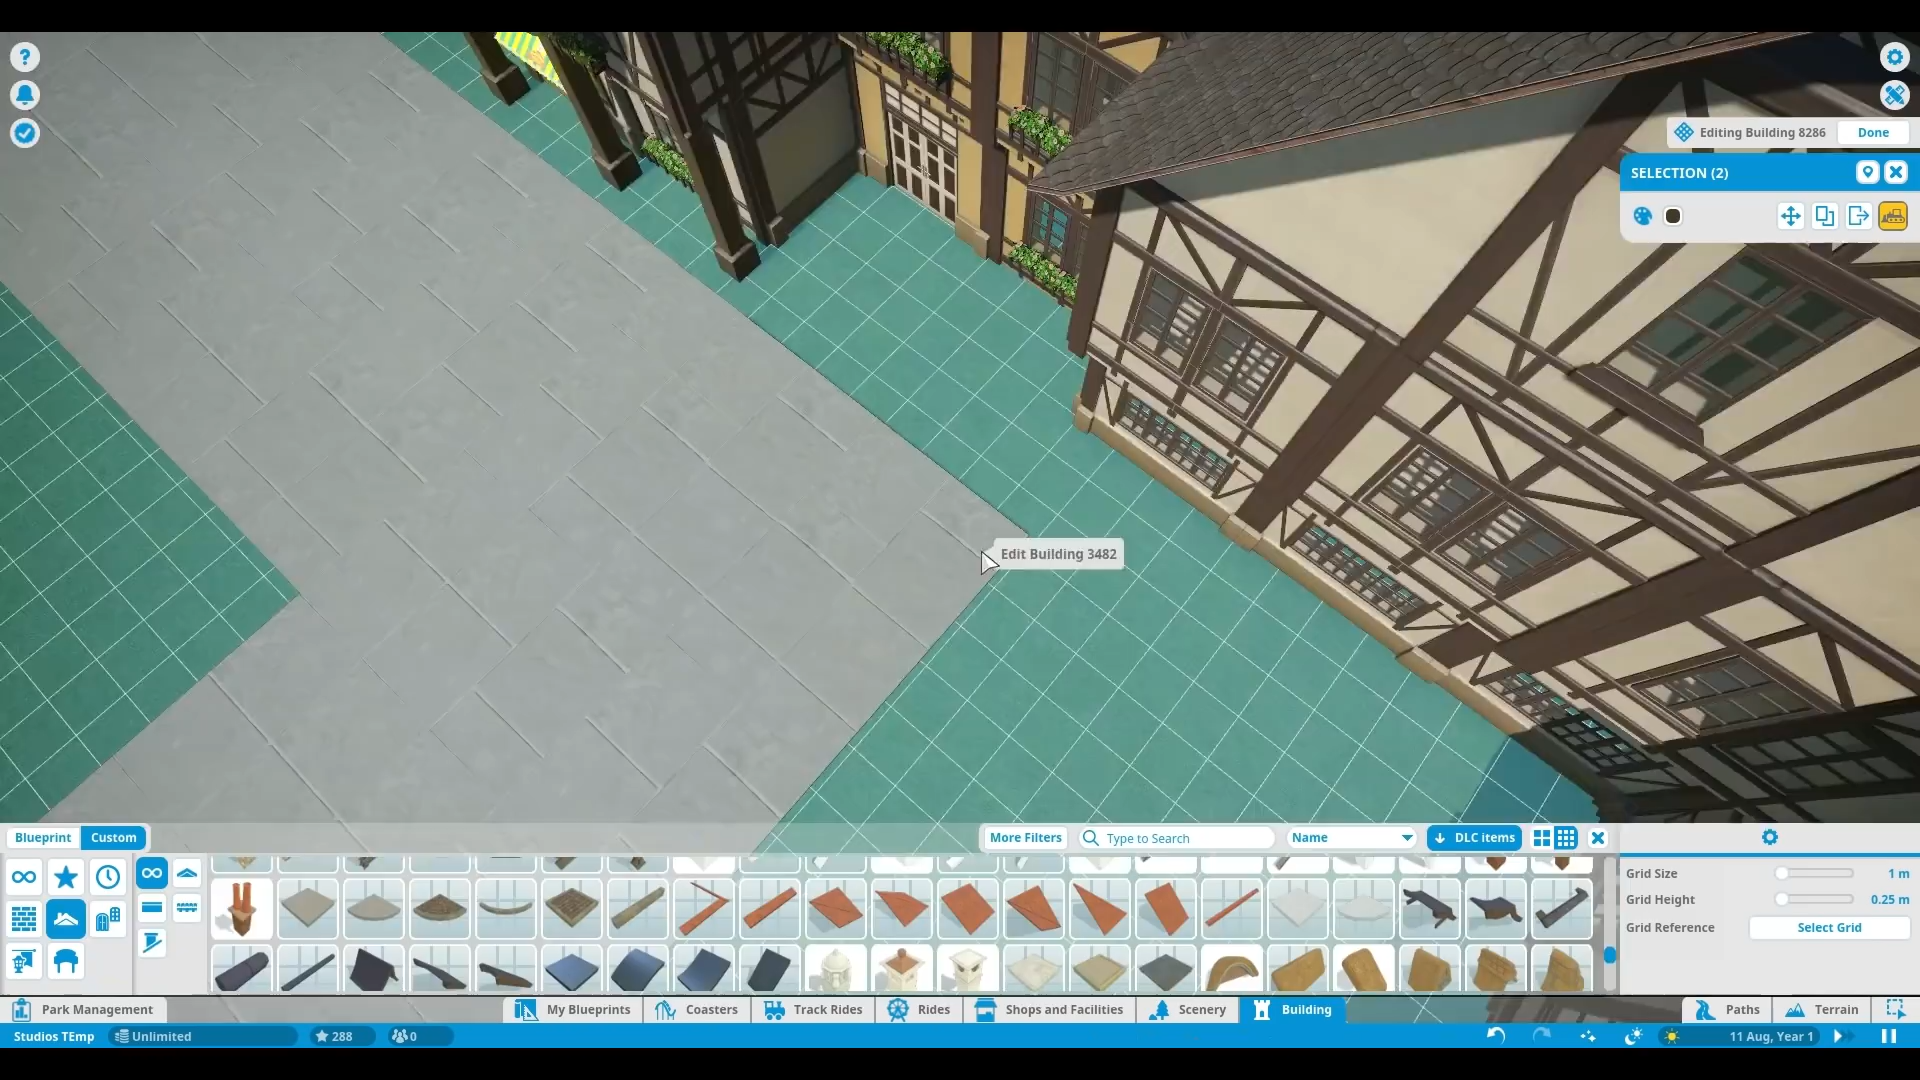 ?
Editing Building 8286
Done
SELECTION (2)
Edit Building 3482
Blueprint
Custom
More Filters
Type to Search
Name
DLC items
Grid Size
1 m
Grid Height
0.25 m
Grid Reference
Select Grid
Park Management
My Blueprints
Coasters
Track Rides
Rides
Shops and Facilities
Scenery
Building
Paths
Terrain
Studios TEmp
Unlimited
288
0
11 Aug, Year 1